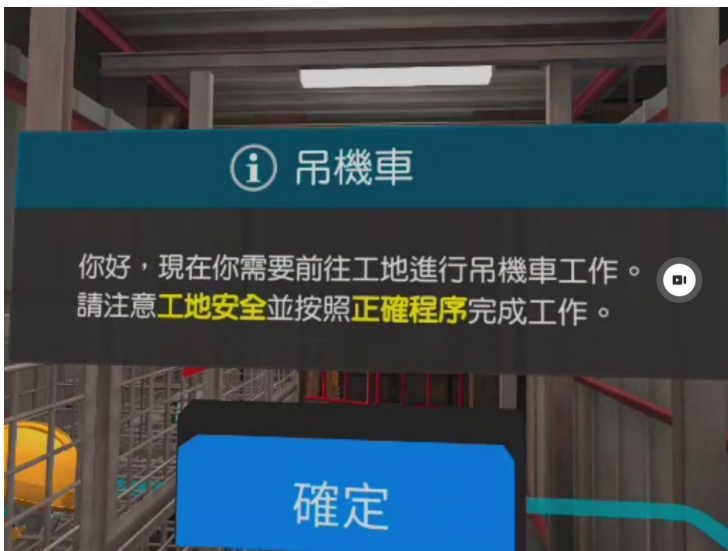 吊機車
你好，現在你需要前往工地進行吊機車工作。
請注意工地安全並按照正確程序完成工作。
確定